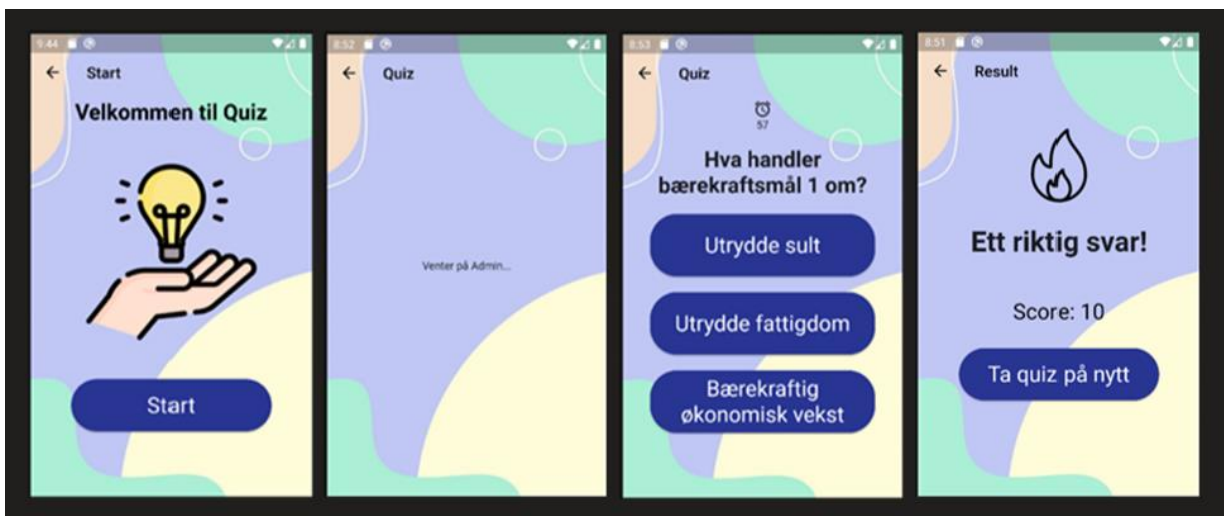 9.44
Start
Velkommen til Quiz
Start
8:52
Quiz
Venter på Admin...
8:53
Quiz
57
Hva handler
bærekraftsmål 1 om?
Utrydde sult
Utrydde fattigdom
Bærekraftig
økonomisk vekst
8:51
Result
Ett riktig svar!
Score: 10
Ta quiz på nytt